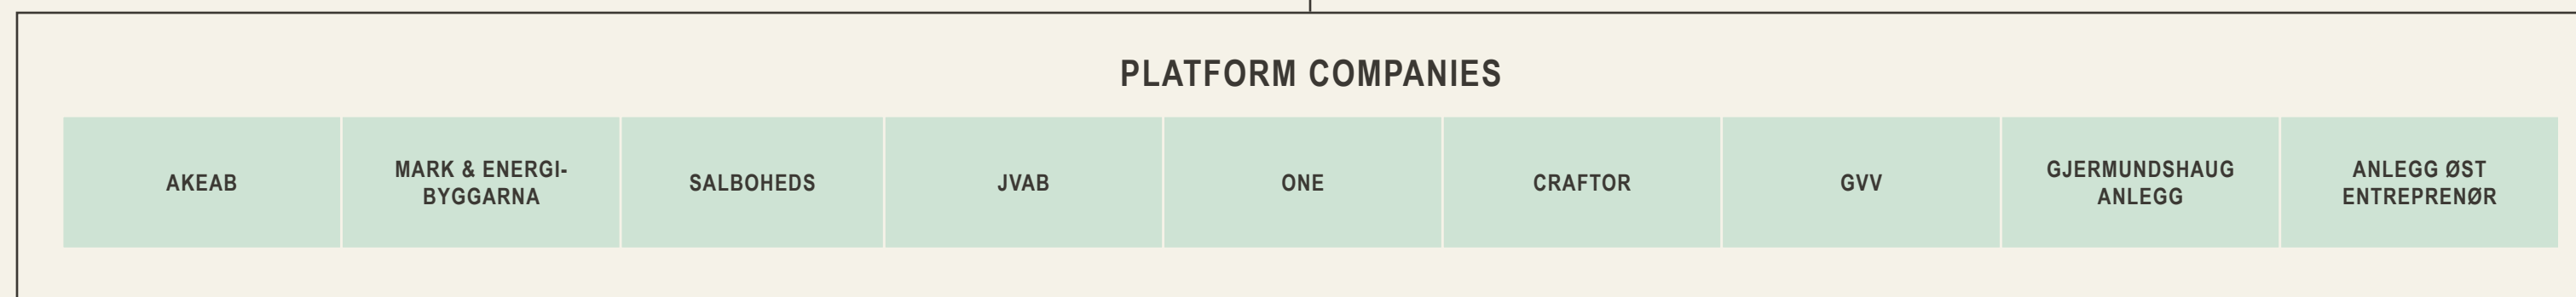 PLATFORM COMPANIES
AKEAB
MARK & ENERGI-
BYGGARNA
SALBOHEDS
JVAB
ONE
CRAFTOR
GVV
GJERMUNDSHAUG
ANLEGG
ANLEGG ØST
ENTREPRENØR